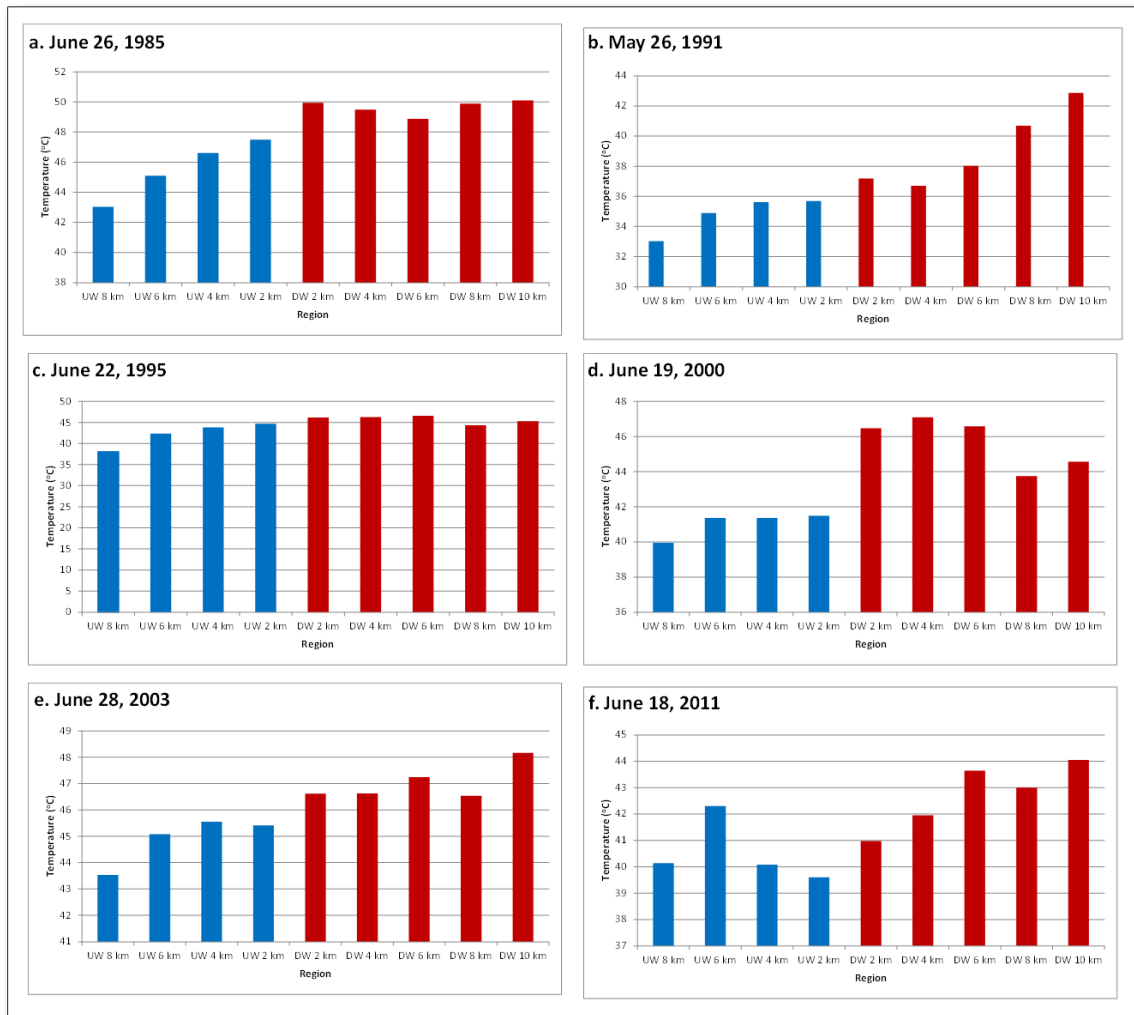 a. June 26, 1985
52
50
48
46
44
42
40
38
Temperature (°C)
UW 8 km UW 6 km UW 4 km UW 2 km DW 2 km DW 4 km DW 6 km DW 8 km DW 10 km
Region
b. May 26, 1991
44
42
40
38
36
34
32
30
Temperature (°C)
UW 8 km UW 6 km UW 4 km UW 2 km DW 2 km DW 4 km DW 6 km DW 8 km DW 10 km
Region
c. June 22, 1995
50
45
40
35
30
25
20
15
10
5
0
Temperature (°C)
UW 8 km UW 6 km UW 4 km UW 2 km DW 2 km DW 4 km DW 6 km DW 8 km DW 10 km
Region
d. June 19, 2000
48
46
44
42
40
38
36
Temperature (°C)
UW 8 km UW 6 km UW 4 km UW 2 km DW 2 km DW 4 km DW 6 km DW 8 km DW 10 km
Region
e. June 28, 2003
49
48
47
46
45
44
43
42
41
Temperature (°C)
UW 8 km UW 6 km UW 4 km UW 2 km DW 2 km DW 4 km DW 6 km DW 8 km DW 10 km
Region
f. June 18, 2011
45
44
43
42
41
40
39
38
37
Temperature (°C)
UW 8 km UW 6 km UW 4 km UW 2 km DW 2 km DW 4 km DW 6 km DW 8 km DW 10 km
Region